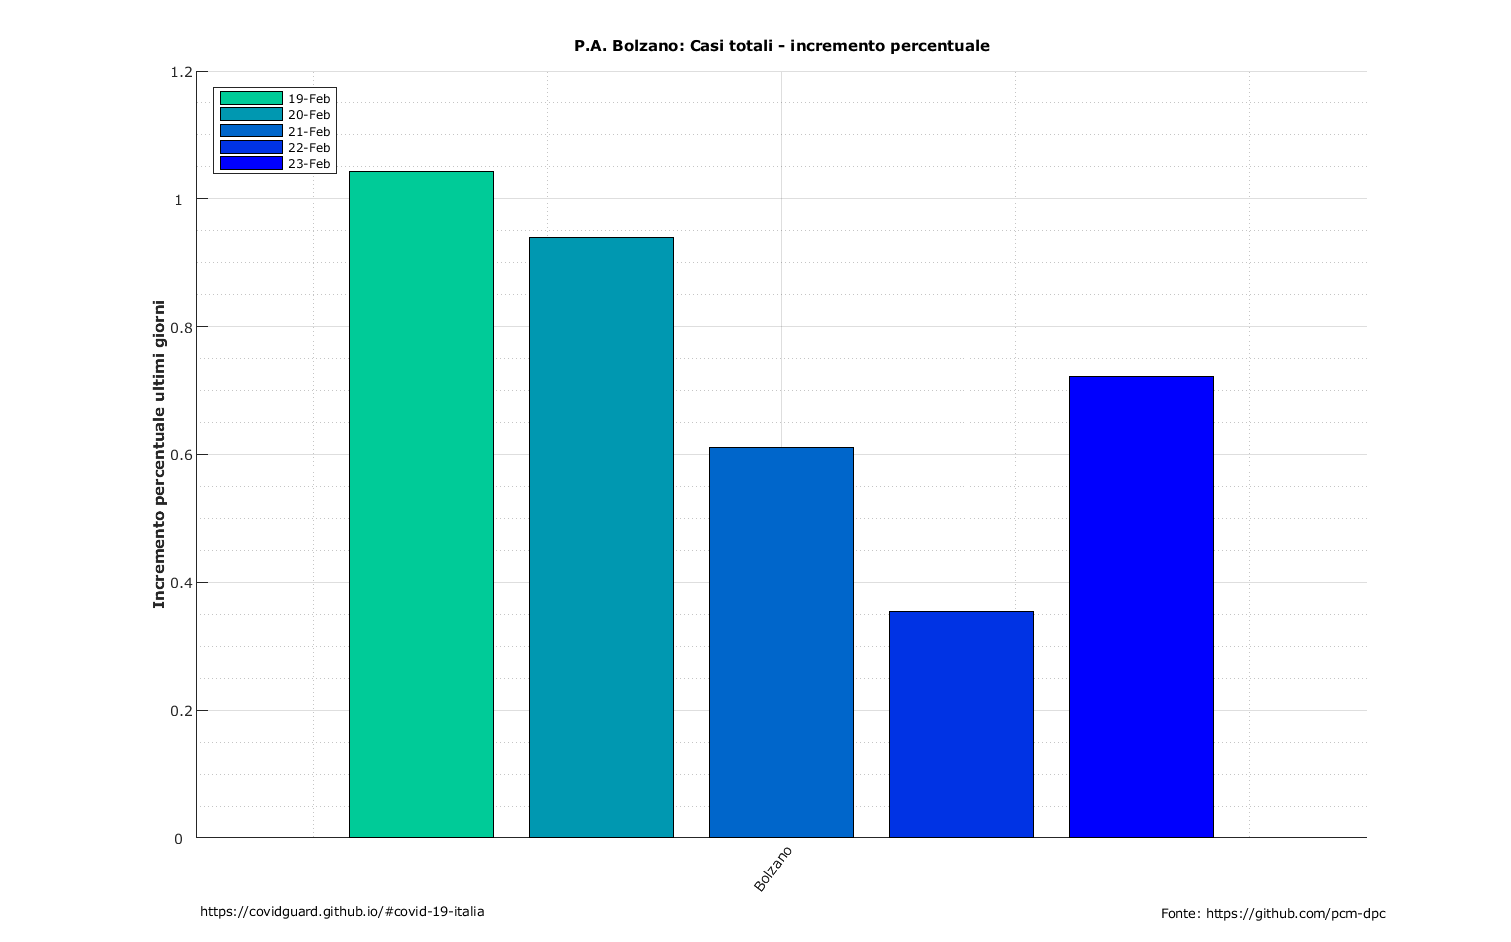 P.A. Bolzano: Casi totali - incremento percentuale
Incremento percentuale ultimi giorni
1.2
1
0.8
0.6
0.4
0.2
0
19-Feb
20-Feb
21-Feb
22-Feb
23-Feb
Bolzano
https://covidguard.github.io/#covid-19-italia
Fonte: https://github.com/pcm-dpc